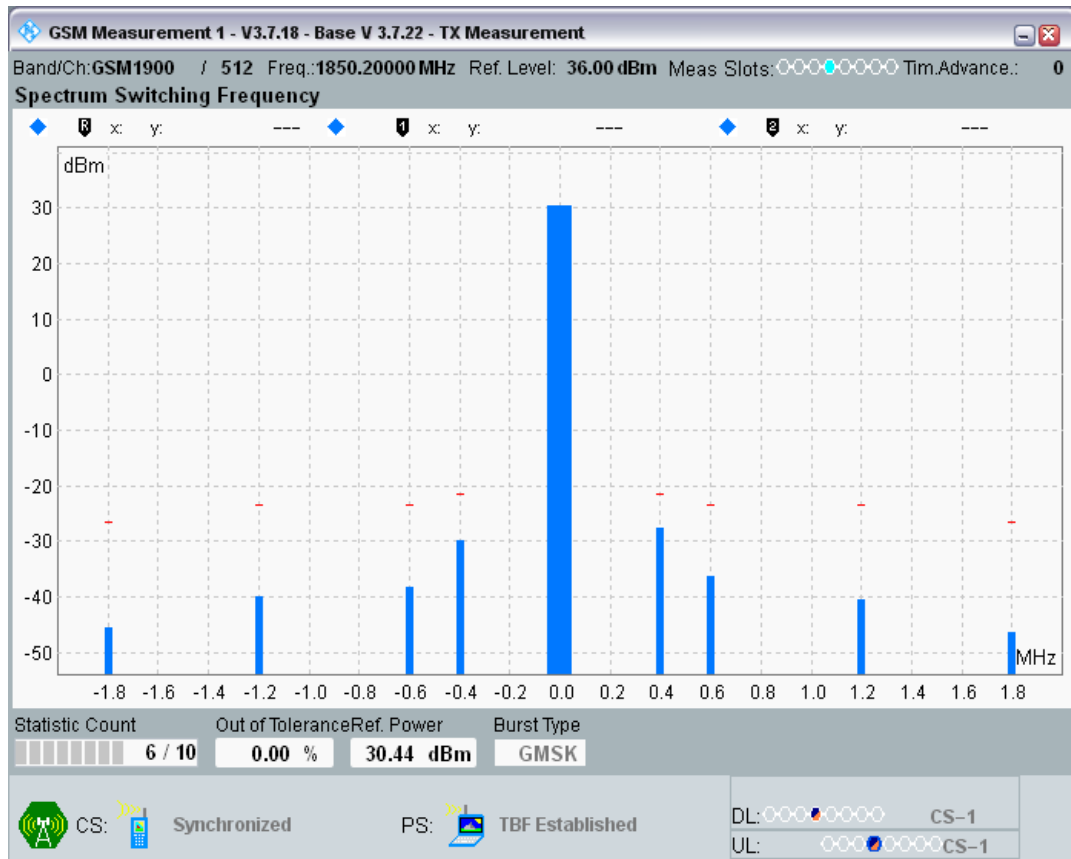 GSM Measurement 1 - V3.7.18 - Base V 3.7.22 - TX Measurement
Band/Ch:GSM1900 / 512 Freq.:1850.20000 MHz Ref. Level: 36.00 dBm Meas Slots: Tim.Advance.: 0
Spectrum Switching Frequency
R x: y: --- 1 x: y: --- 2 x: y: ---
dBm
30
20
10
0
-10
-20
-30
-40
-50
MHz
-1.8 -1.6 -1.4 -1.2 -1.0 -0.8 -0.6 -0.4 -0.2 0.0 0.2 0.4 0.6 0.8 1.0 1.2 1.4 1.6 1.8
Statistic Count Out of Tolerance Ref. Power Burst Type
6 / 10 0.00 % 30.44 dBm GMSK
CS: Synchronized PS: TBF Established
DL: CS-1
UL: CS-1